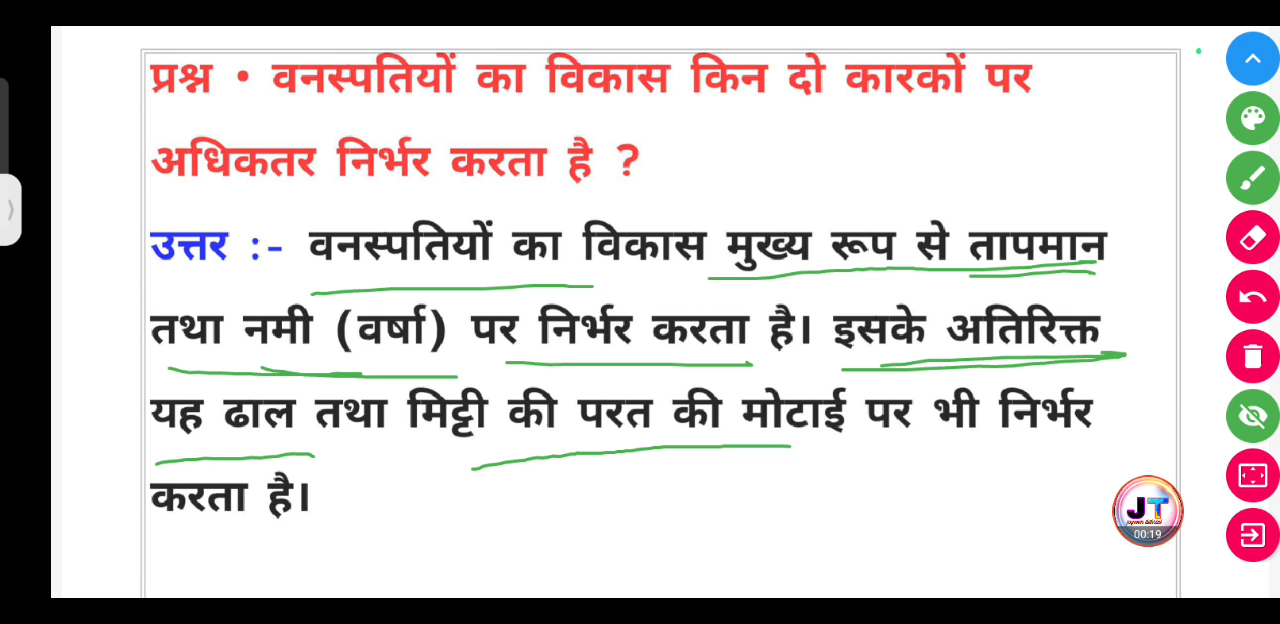 प्रश्न • वनस्पतियों का विकास किन दो कारकों पर
अधिकतर निर्भर करता है ?
उत्तर :- वनस्पतियों का विकास मुख्य रूप से तापमान
तथा नमी (वर्षा) पर निर्भर करता है। इसके अतिरिक्त
यह ढाल तथा मिट्टी की परत की मोटाई पर भी निर्भर
करता है।
JT
00:19